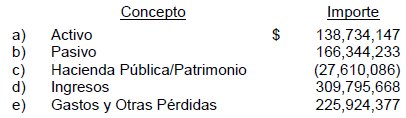 Concepto Importe
a) Activo $ 138,734,147
b) Pasivo 166,344,233
c) Hacienda Pública/Patrimonio (27,610,086)
d) Ingresos 309,795,668
e) Gastos y Otras Pérdidas 225,924,377